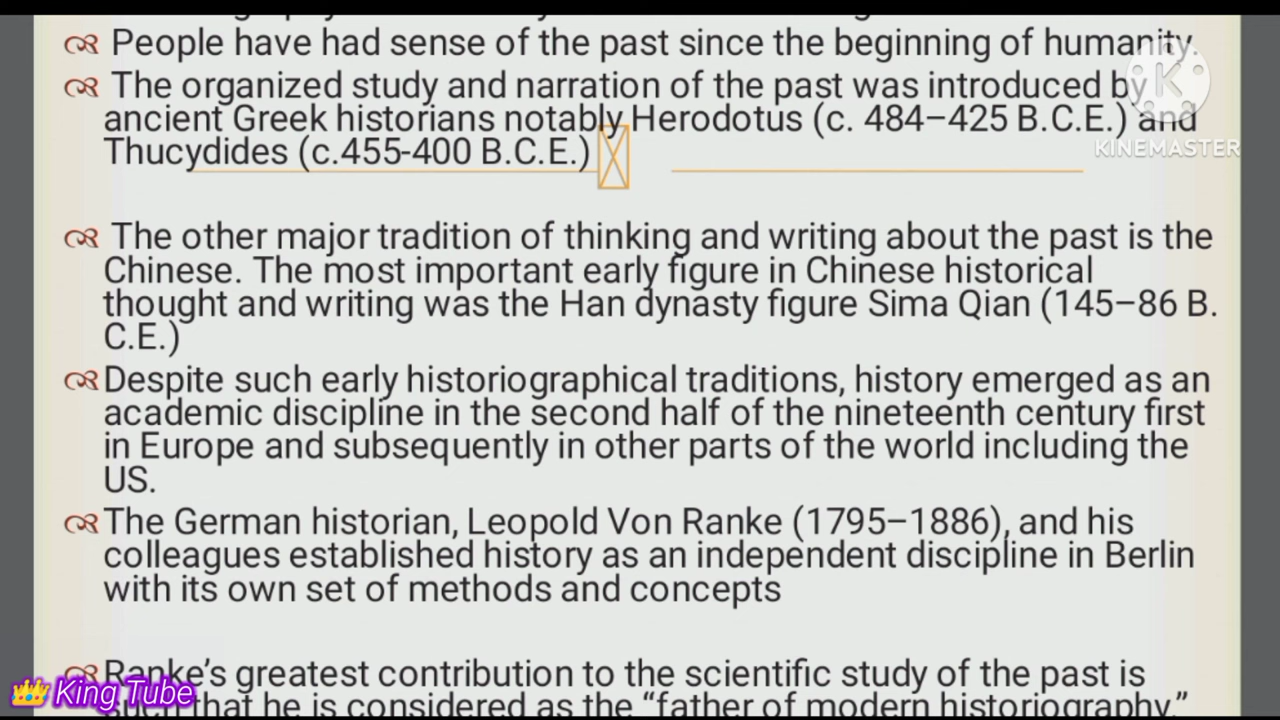 People have had sense of the past since the beginning of humanity.
The organized study and narration of the past was introduced by
ancient Greek historians notably Herodotus (c. 484–425 B.C.E.) and
Thucydides (c.455-400 B.C.E.)
KINEMASTER
The other major tradition of thinking and writing about the past is the
Chinese. The most important early figure in Chinese historical
thought and writing was the Han dynasty figure Sima Qian (145–86 B.
C.E.)
Despite such early historiographical traditions, history emerged as an
academic discipline in the second half of the nineteenth century first
in Europe and subsequently in other parts of the world including the
US.
The German historian, Leopold Von Ranke (1795–1886), and his
colleagues established history as an independent discipline in Berlin
with its own set of methods and concepts
Ranke’s greatest contribution to the scientific study of the past is
such that he is considered as the “father of modern historiography.”
King Tube